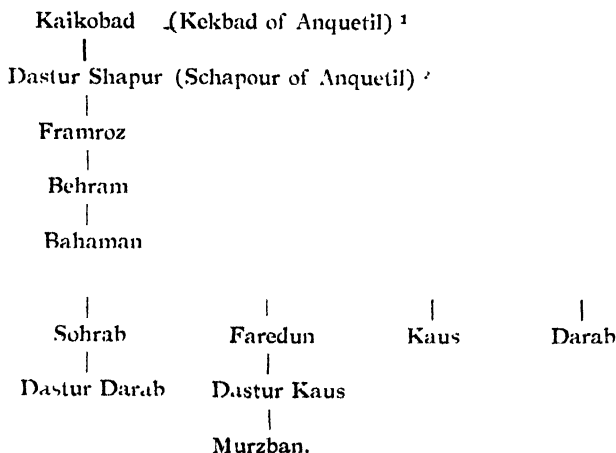 Kaikobad (Kekbad of Anquetil) ¹
Dastur Shapur (Schapour of Anquetil) ²
Framroz
Behram
Bahaman
Sohrab Faredun Kaus Darab
Dastur Darab Dastur Kaus
Murzban.